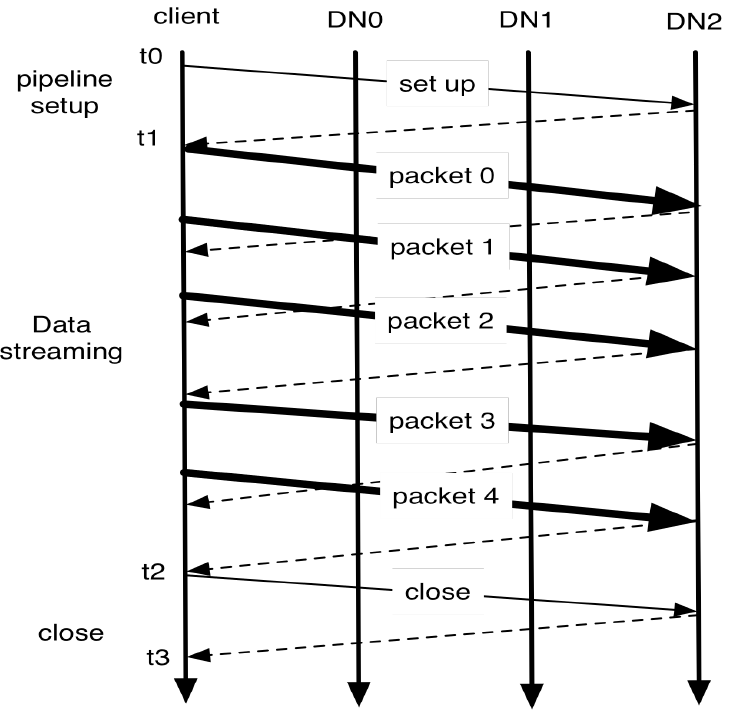 client DN0 DN1 DN2
t0
pipeline
setup
set up
t1
packet 0
packet 1
Data
streaming
packet 2
packet 3
packet 4
t2
close
close
t3